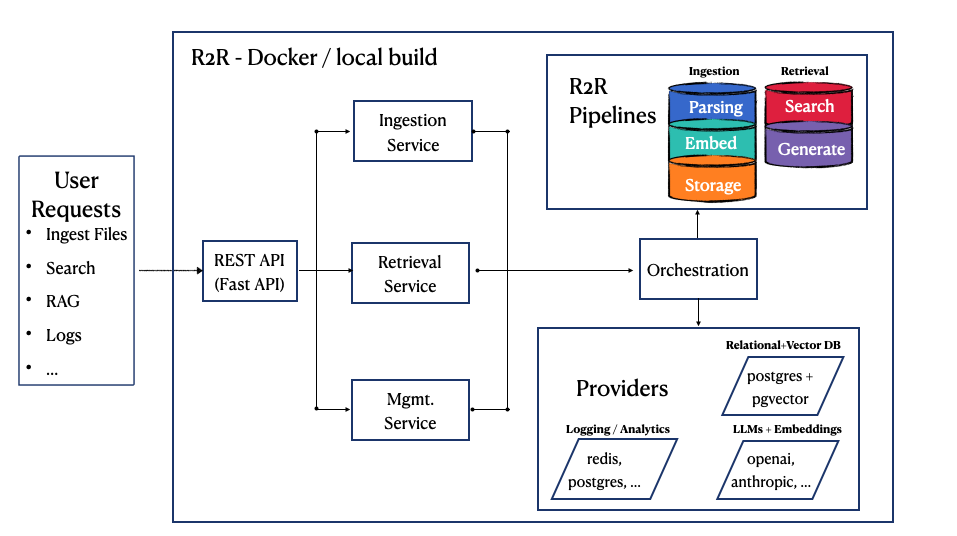 R2R - Docker / local build
User
Requests
• Ingest Files
• Search
• RAG
• Logs
• ...
REST API
(Fast API)
Ingestion
Service
Retrieval
Service
Mgmt.
Service
Orchestration
R2R
Pipelines
Ingestion
Parsing
Embed
Storage
Retrieval
Search
Generate
Providers
Relational+Vector DB
postgres +
pgvector
Logging / Analytics
redis,
postgres, ...
LLMs + Embeddings
openai,
anthropic, ...